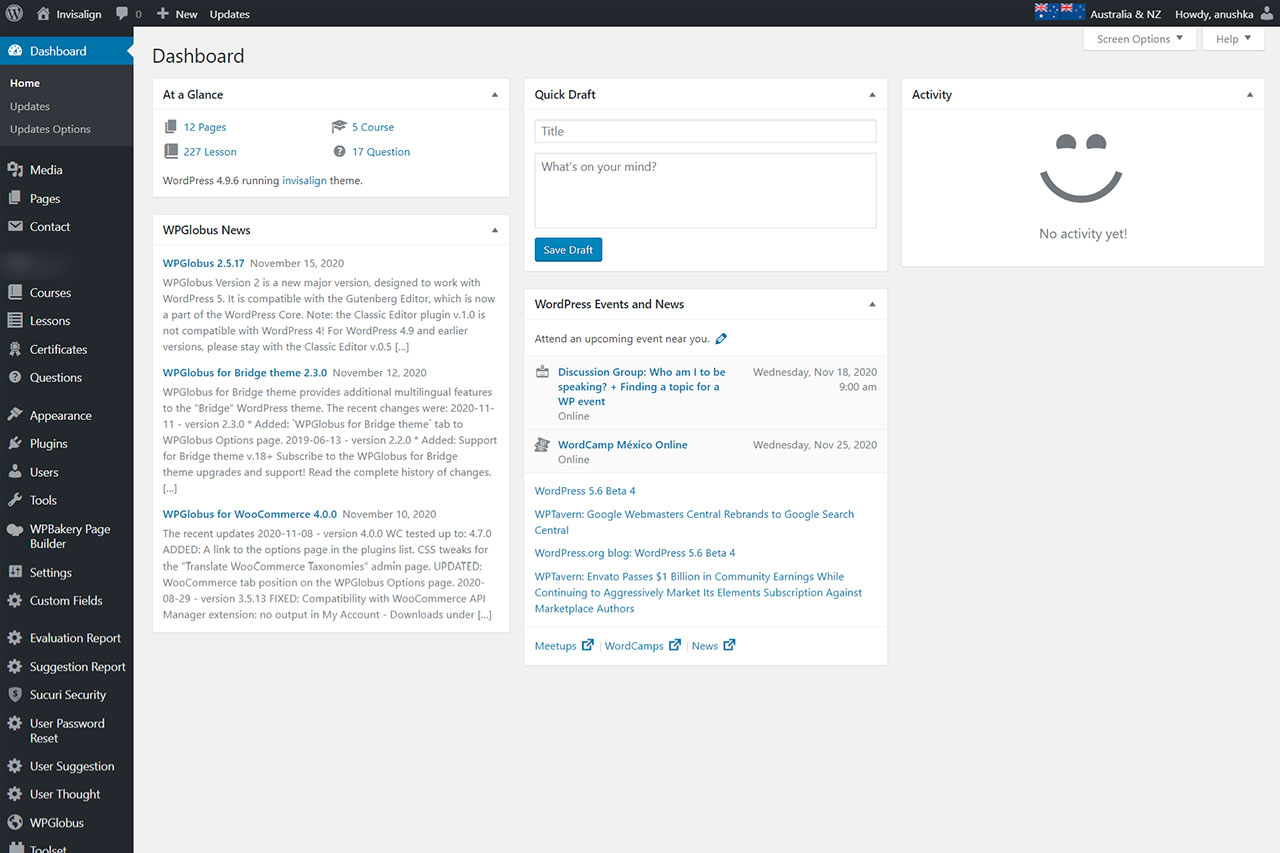 Invisalign 0 New Updates Australia & NZ Howdy, anushka
Screen Options Help
Dashboard
Home
Updates
Updates Options
Media
Pages
Contact
Courses
Lessons
Certificates
Questions
Appearance
Plugins
Users
Tools
WPBakery Page
Builder
Settings
Custom Fields
Evaluation Report
Suggestion Report
Sucuri Security
User Password
Reset
User Suggestion
User Thought
WPGlobus
Toolset
Dashboard
At a Glance
12 Pages 5 Course
227 Lesson 17 Question
WordPress 4.9.6 running invisalign theme.
WPGlobus News
WPGlobus 2.5.17 November 15, 2020
WPGlobus Version 2 is a new major version, designed to work with
WordPress 5. It is compatible with the Gutenberg Editor, which is now
a part of the WordPress Core. Note: the Classic Editor plugin v.1.0 is
not compatible with WordPress 4! For WordPress 4.9 and earlier
versions, please stay with the Classic Editor v.0.5 [...]
WPGlobus for Bridge theme 2.3.0 November 12, 2020
WPGlobus for Bridge theme provides additional multilingual features
to the "Bridge" WordPress theme. The recent changes were: 2020-11-
11 - version 2.3.0 * Added: `WPGlobus for Bridge theme` tab to
WPGlobus Options page. 2019-06-13 - version 2.2.0 * Added: Support
for Bridge theme v.18+ Subscribe to the WPGlobus for Bridge
theme upgrades and support! Read the complete history of changes.
[...]
WPGlobus for WooCommerce 4.0.0 November 10, 2020
The recent updates 2020-11-08 - version 4.0.0 WC tested up to: 4.7.0
ADDED: A link to the options page in the plugins list. CSS tweaks for
the "Translate WooCommerce Taxonomies" admin page. UPDATED:
WooCommerce tab position on the WPGlobus Options page. 2020-
08-29 - version 3.5.13 FIXED: Compatibility with WooCommerce API
Manager extension: no output in My Account - Downloads under [...]
Quick Draft
Title
What's on your mind?
Save Draft
WordPress Events and News
Attend an upcoming event near you.
Discussion Group: Who am I to be Wednesday, Nov 18, 2020
speaking? + Finding a topic for a 9:00 am
WP event
Online
WordCamp México Online Wednesday, Nov 25, 2020
Online
WordPress 5.6 Beta 4
WPTavern: Google Webmasters Central Rebrands to Google Search
Central
WordPress.org blog: WordPress 5.6 Beta 4
WPTavern: Envato Passes $1 Billion in Community Earnings While
Continuing to Aggressively Market Its Elements Subscription Against
Marketplace Authors
Meetups | WordCamps | News
Activity
No activity yet!